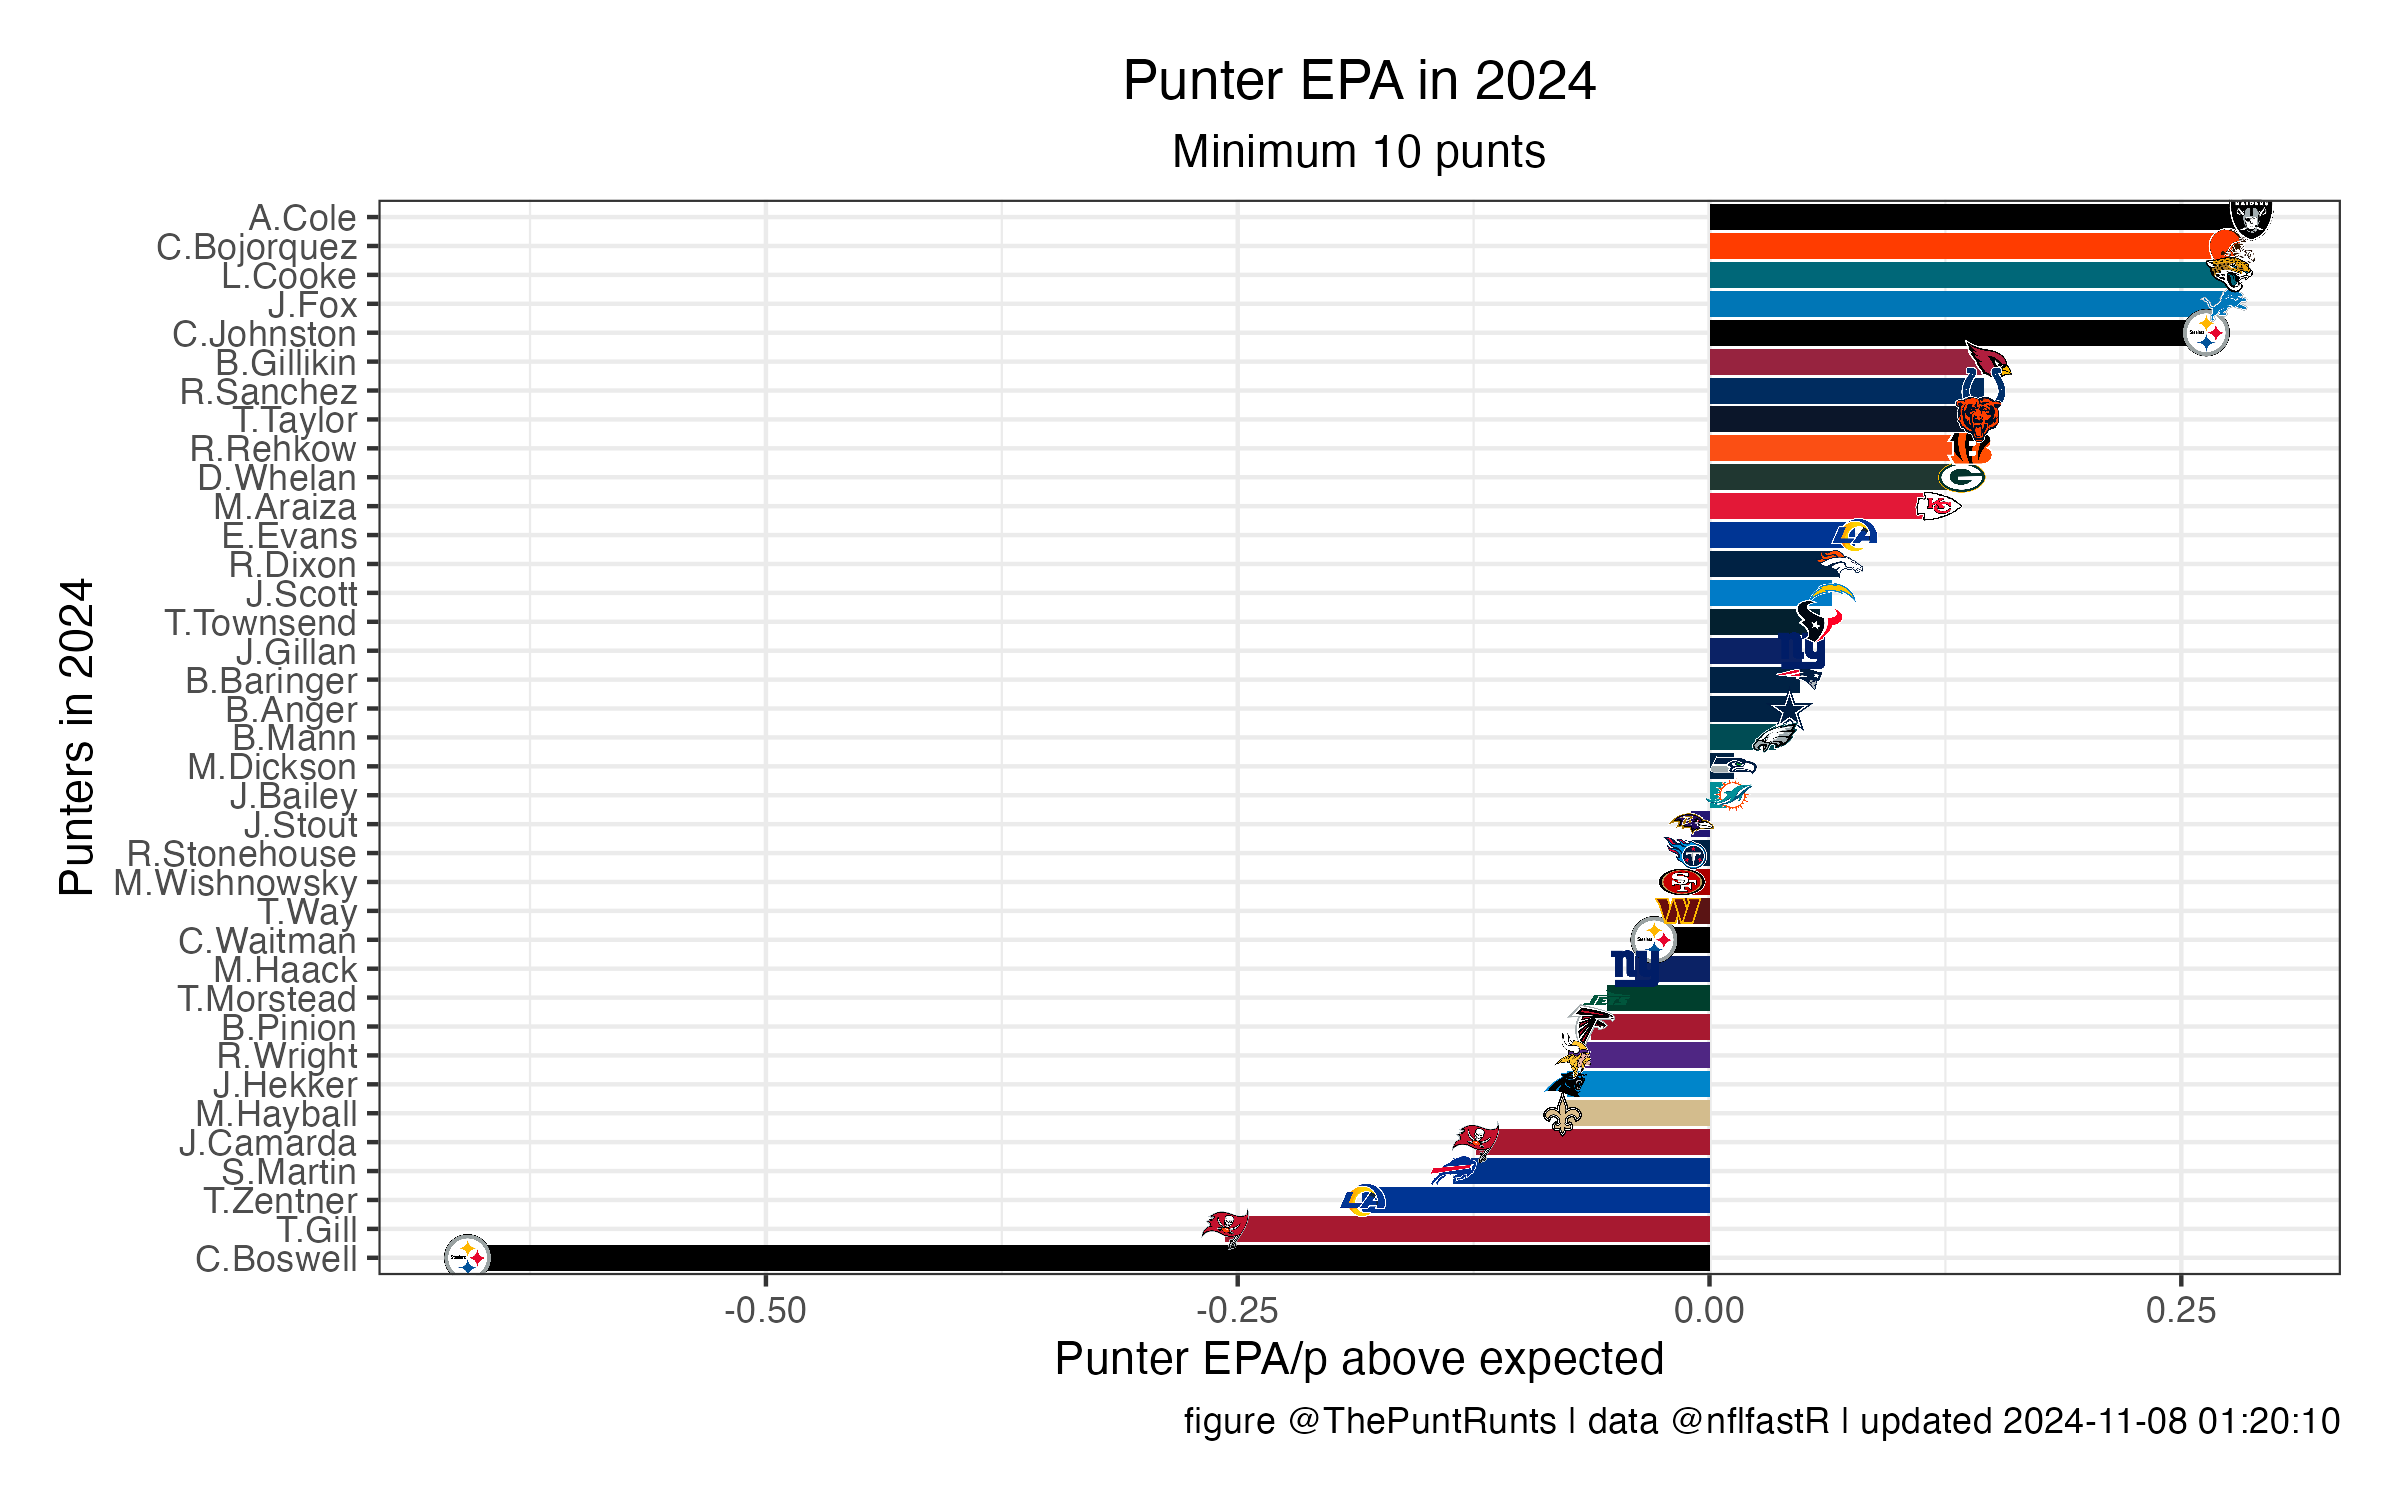 Punter EPA in 2024
Minimum 10 punts
Punters in 2024
A.Cole
C.Bojorquez
L.Cooke
J.Fox
C.Johnston
B.Gillikin
R.Sanchez
T.Taylor
R.Rehkow
D.Whelan
M.Araiza
E.Evans
R.Dixon
J.Scott
T.Townsend
J.Gillan
B.Baringer
B.Anger
B.Mann
M.Dickson
J.Bailey
J.Stout
R.Stonehouse
M.Wishnowsky
T.Way
C.Waitman
M.Haack
T.Morstead
B.Pinion
R.Wright
J.Hekker
M.Hayball
J.Camarda
S.Martin
T.Zentner
T.Gill
C.Boswell
-0.50 -0.25 0.00 0.25
Punter EPA/p above expected
figure @ThePuntRunts | data @nflfastR | updated 2024-11-08 01:20:10